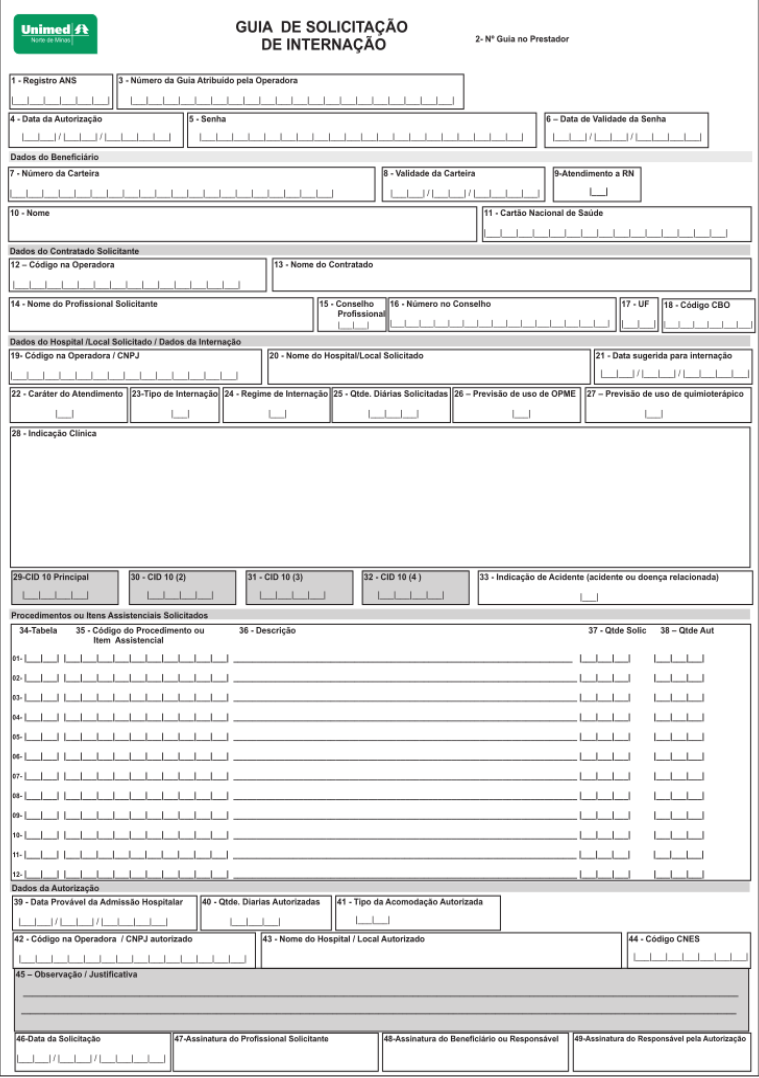 Unimed
Norte de Minas
GUIA DE SOLICITAÇÃO
DE INTERNAÇÃO
2- Nº Guia no Prestador
1 - Registro ANS
3 - Número da Guia Atribuido pela Operadora
4 - Data da Autorização
5 - Senha
6 – Data de Validade da Senha
Dados do Beneficiário
7 - Número da Carteira
8 - Validade da Carteira
9-Atendimento a RN
10 - Nome
11 - Cartão Nacional de Saúde
Dados do Contratado Solicitante
12 – Código na Operadora
13 - Nome do Contratado
14 - Nome do Profissional Solicitante
15 - Conselho
Profissional
16 - Número no Conselho
17 - UF
18 - Código CBO
Dados do Hospital /Local Solicitado / Dados da Internação
19- Código na Operadora / CNPJ
20 - Nome do Hospital/Local Solicitado
21 - Data sugerida para internação
22 - Caráter do Atendimento
23-Tipo de Internação
24 - Regime de Internação
25 - Qtde. Diárias Solicitadas
26 – Previsão de uso de OPME
27 – Previsão de uso de quimioterápico
28 - Indicação Clínica
29-CID 10 Principal
30 - CID 10 (2)
31 - CID 10 (3)
32 - CID 10 (4 )
33 - Indicação de Acidente (acidente ou doença relacionada)
Procedimentos ou Itens Assistenciais Solicitados
34-Tabela
35 - Código do Procedimento ou
Item Assistencial
36 - Descrição
37 - Qtde Solic
38 – Qtde Aut
01-
02-
03-
04-
05-
06-
07-
08-
09-
10-
11-
12-
Dados da Autorização
39 - Data Provável da Admissão Hospitalar
40 - Qtde. Diarias Autorizadas
41 - Tipo da Acomodação Autorizada
42 - Código na Operadora / CNPJ autorizado
43 - Nome do Hospital / Local Autorizado
44 - Código CNES
45 – Observação / Justificativa
46-Data da Solicitação
47-Assinatura do Profissional Solicitante
48-Assinatura do Beneficiário ou Responsável
49-Assinatura do Responsável pela Autorização